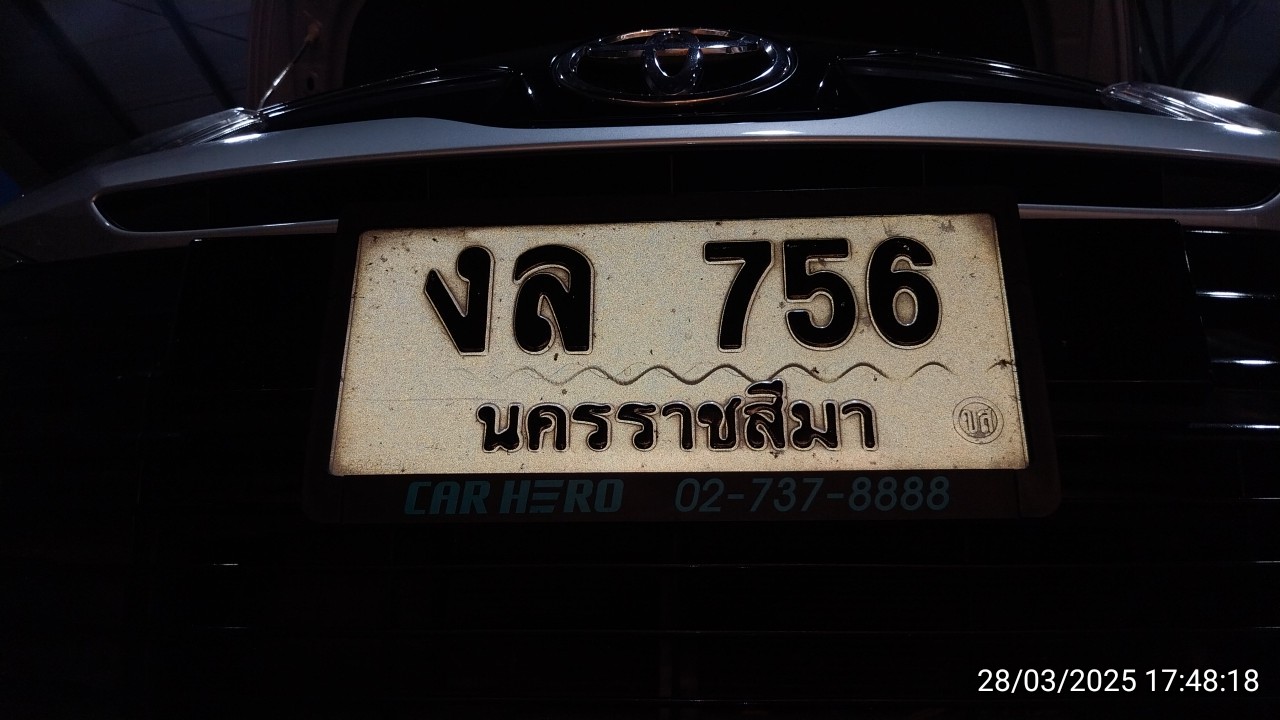 งล 756
นครราชสีมา
ขส
CAR HERO 02-737-8888
28/03/2025 17:48:18